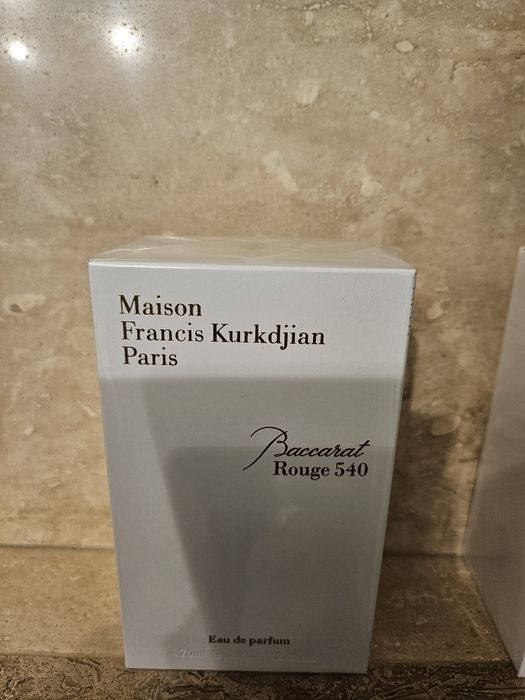 Maison
Francis Kurkdjian
Paris
Baccarat
Rouge 540
Eau de parfum